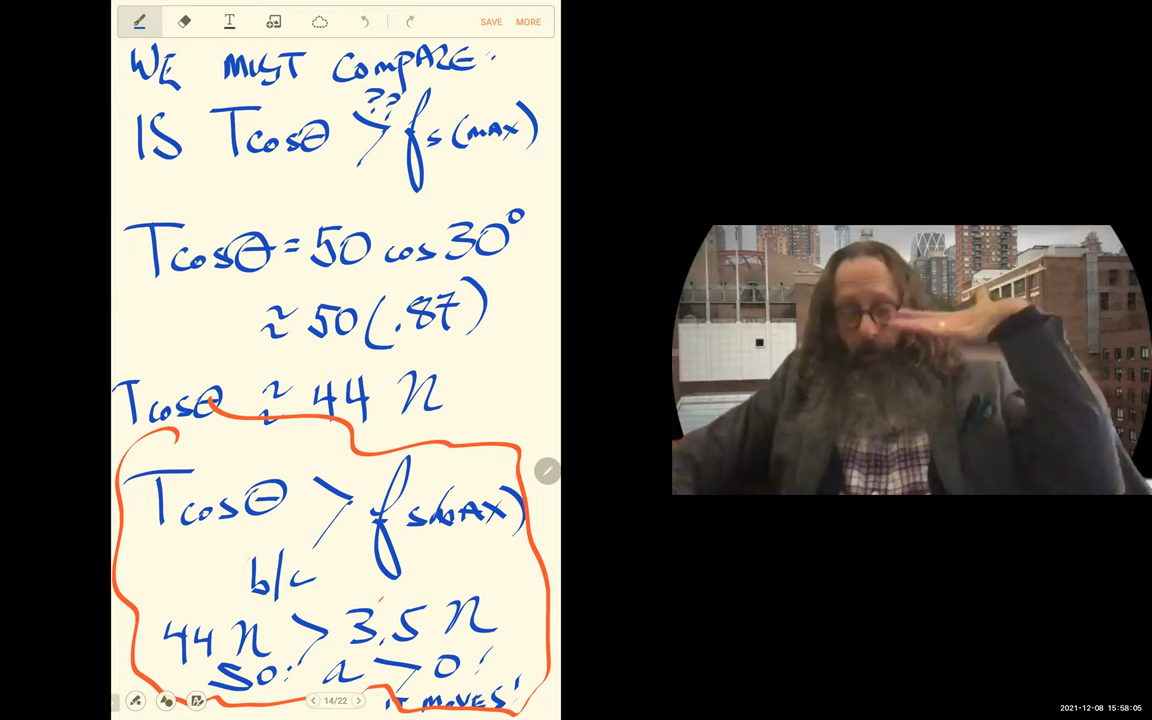 SAVE MORE
WE MUST COMPARE:
??
IS Tcosθ > fs(MAX)
Tcosθ = 50 cos 30°
≈ 50(.87)
Tcosθ ≈ 44 N
Tcosθ > fs(MAX)
b/c
44 N > 3.5 N
SO: a > 0!
IT MOVES!
14/22
2021-12-08 15:58:05